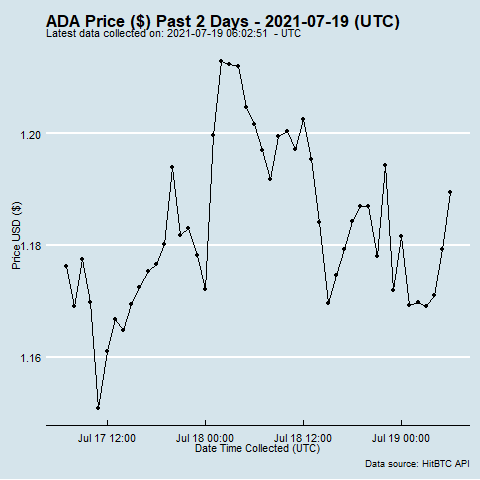 ADA Price ($) Past 2 Days - 2021-07-19 (UTC)
Latest data collected on: 2021-07-19 06:02:51 - UTC
1.20
1.18
1.16
Price USD ($)
Jul 17 12:00 Jul 18 00:00 Jul 18 12:00 Jul 19 00:00
Date Time Collected (UTC)
Data source: HitBTC API